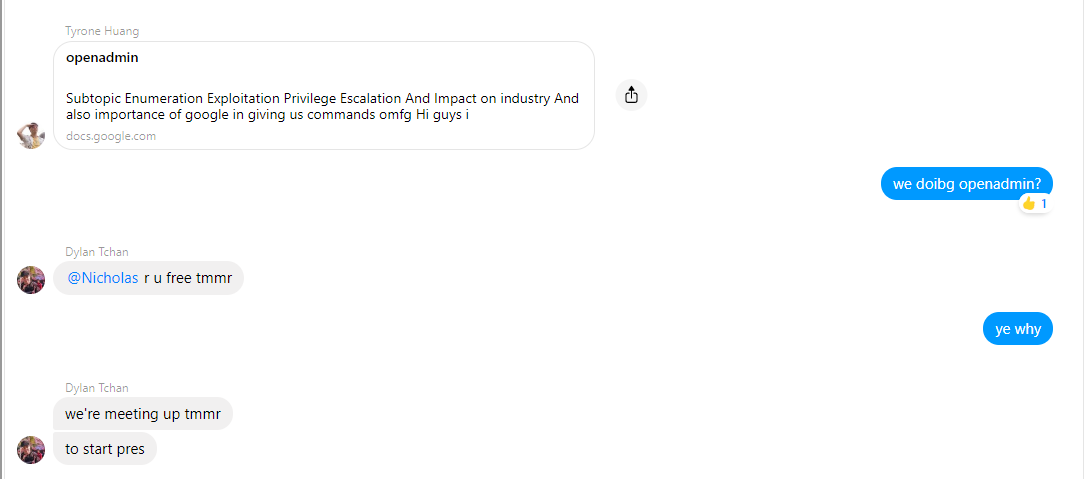 Tyrone Huang
openadmin
Subtopic Enumeration Exploitation Privilege Escalation And Impact on industry And
also importance of google in giving us commands omfg Hi guys i
docs.google.com
we doibg openadmin?
1
Dylan Tchan
@Nicholas r u free tmmr
ye why
Dylan Tchan
we're meeting up tmmr
to start pres